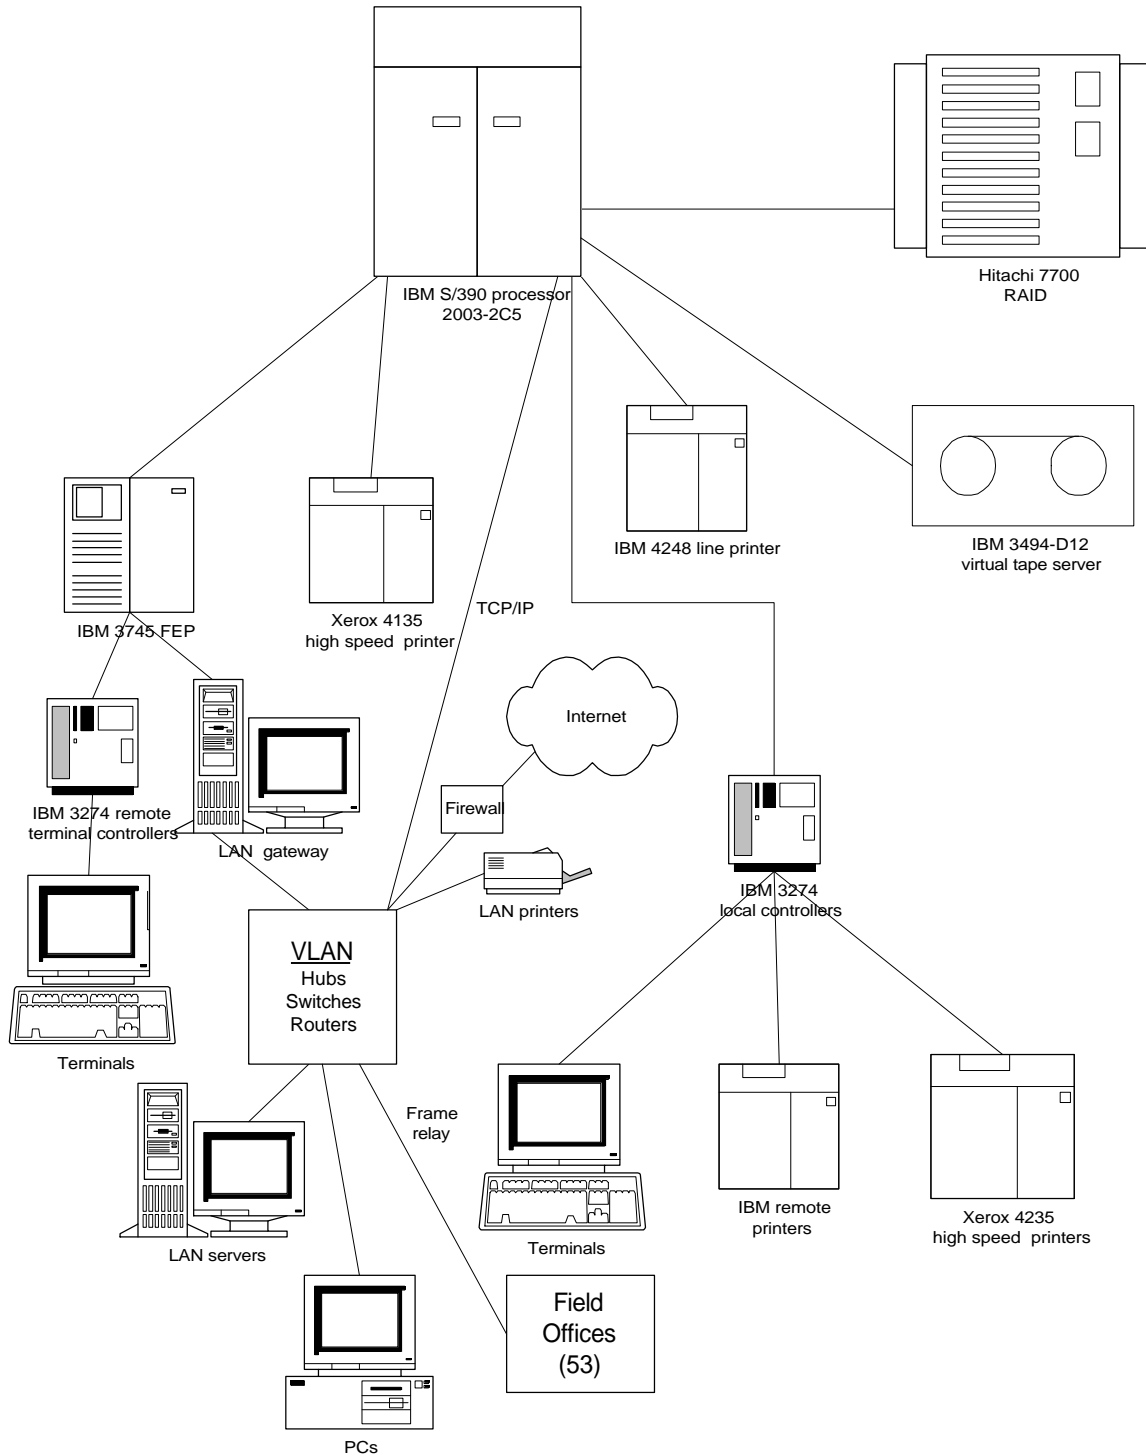 IBM S/390 processor
2003-2C5
Hitachi 7700
RAID
IBM 4248 line printer
IBM 3494-D12
virtual tape server
IBM 3745 FEP
Xerox 4135
high speed printer
TCP/IP
Internet
Firewall
IBM 3274 remote
terminal controllers
LAN gateway
LAN printers
IBM 3274
local controllers
VLAN
Hubs
Switches
Routers
Terminals
Frame
relay
LAN servers
Terminals
IBM remote
printers
Xerox 4235
high speed printers
Field
Offices
(53)
PCs